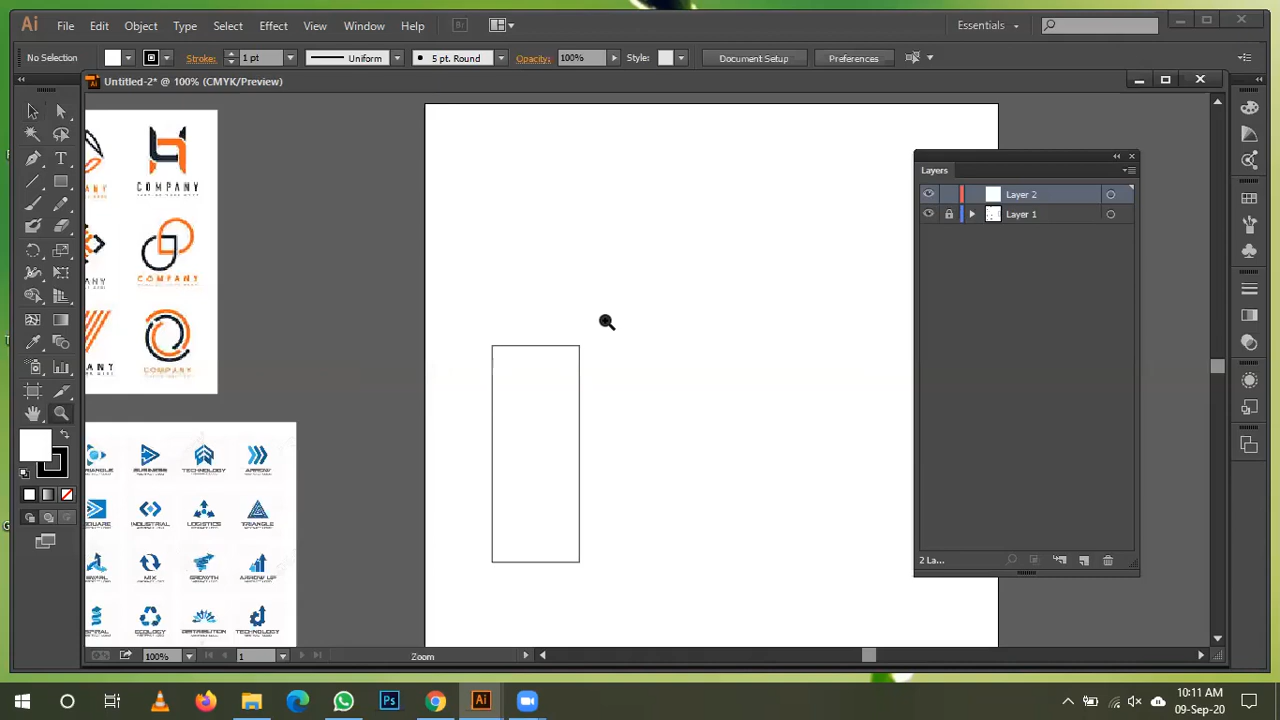 Ai File Edit Object Type Select Effect View Window Help Br Essentials
No Selection Stroke: 1 pt Uniform 5 pt. Round Opacity: 100% Style: Document Setup Preferences
Untitled-2* @ 100% (CMYK/Preview)
COMPANY
COMPANY
COMPANY
Layers
Layer 2
Layer 1
2 La...
TECHNOLOGY ARROW
INDUSTRIAL LOGISTICS TRIANGLE
MIX GROWTH ARROW UP
ECOLOGY DISTRIBUTION TECHNOLOGY
100% 1 Zoom
Ps Ai
10:11 AM
09-Sep-20